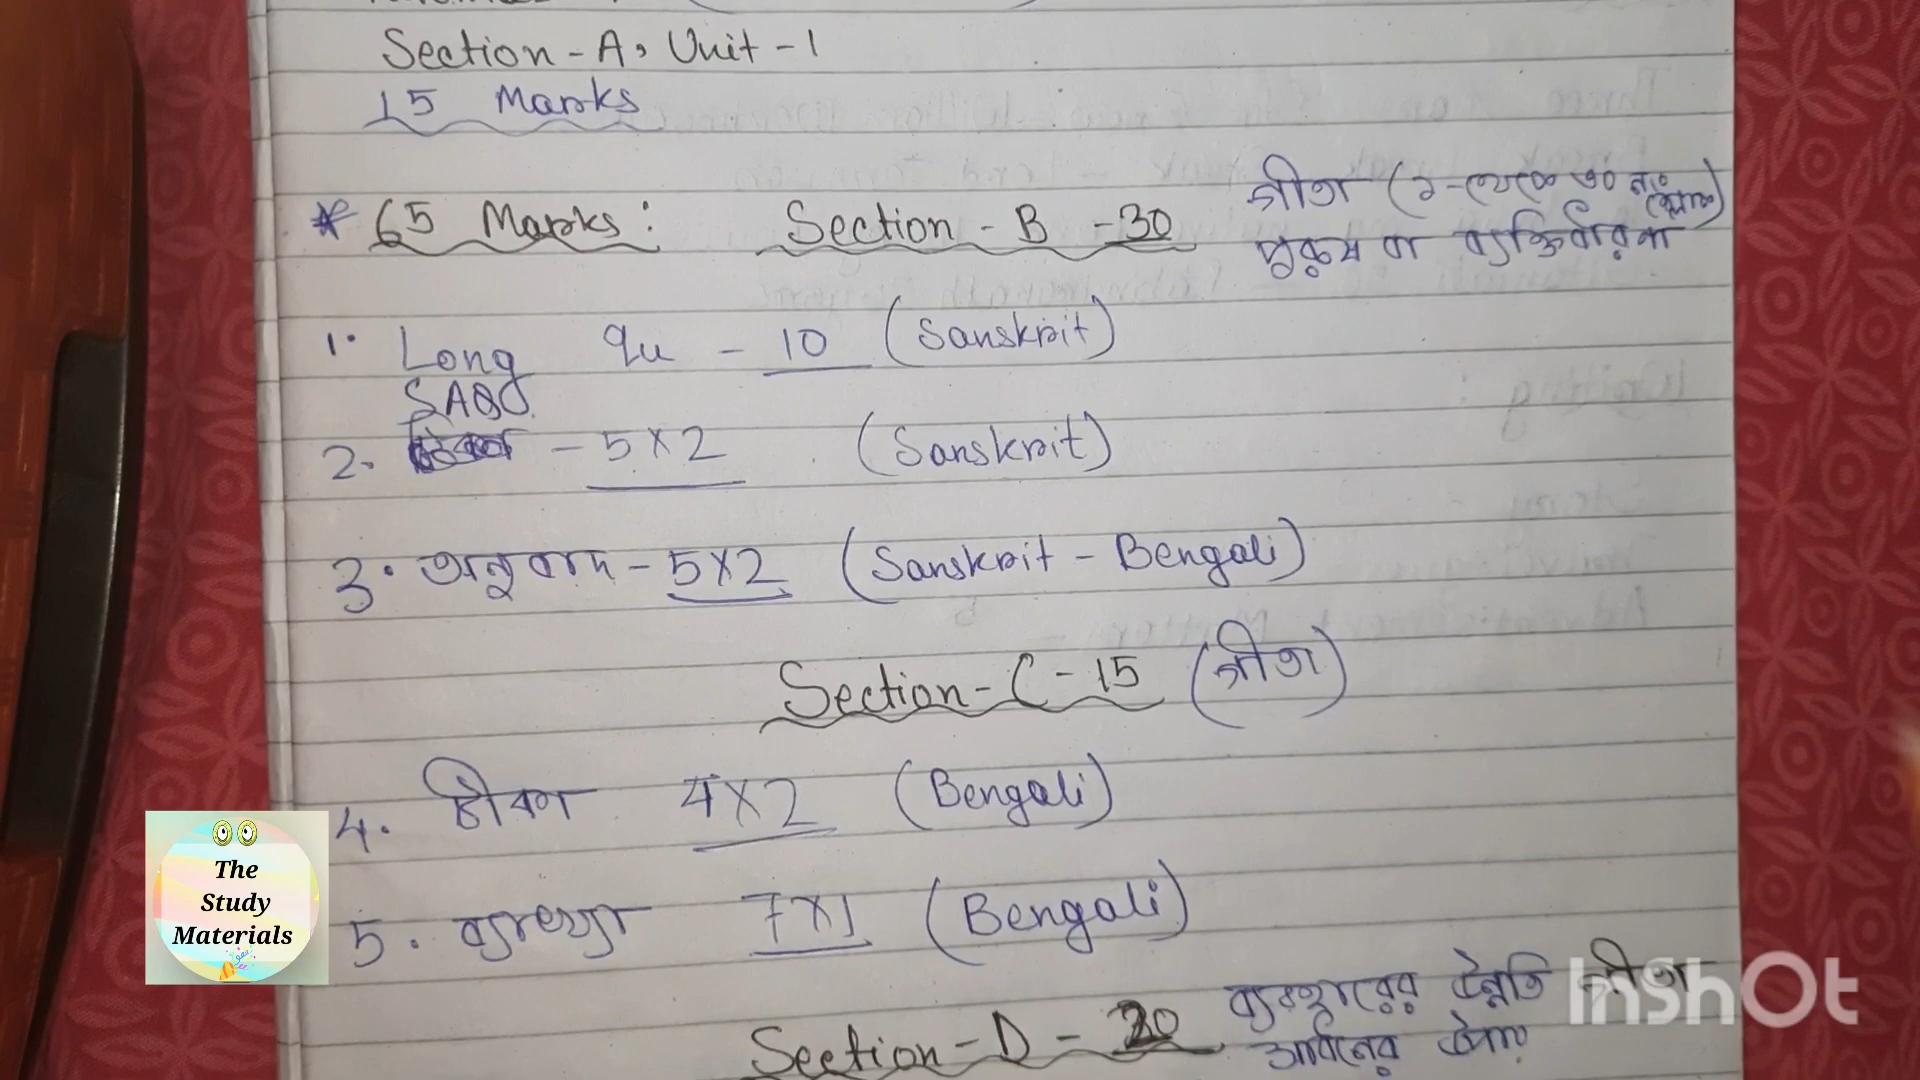 Section - A, Unit - 1
15 Marks
* 65 Marks: Section - B - 30
গীতা (২-
পুরুষ বা ব্যক্তি
1. Long qu - 10 (Sanskrit)
SAQ
2. - 5×2 (Sanskrit)
3. অনুবাদ - 5×2 (Sanskrit - Bengali)
Section - C - 15 (গীতা)
4. টীকা 4×2 (Bengali)
5. ব্যাখ্যা 7×1 (Bengali)
Section - D - 20
ব্যবহারের উন্নতি গীতা
The
Study
Materials
InShOt